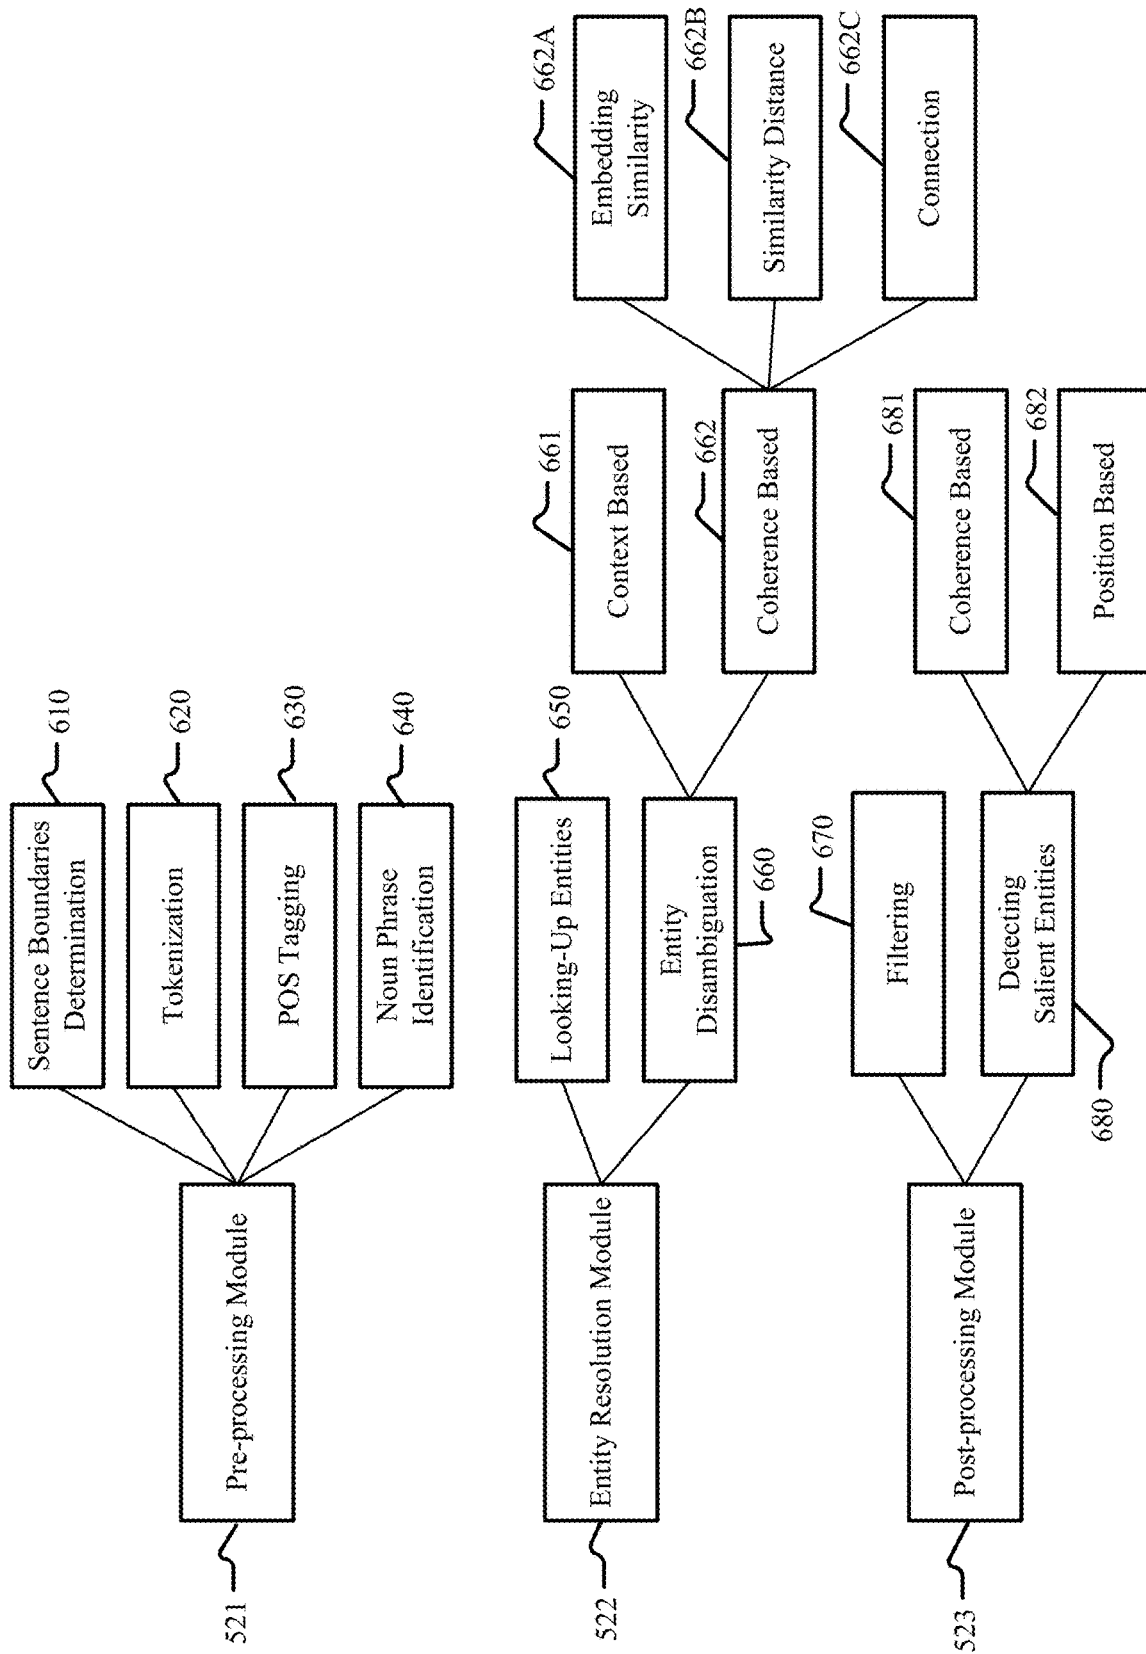 521
Pre-processing Module
Sentence Boundaries
Determination
610
Tokenization
620
POS Tagging
630
Noun Phrase
Identification
640
522
Entity Resolution Module
Looking-Up Entities
650
Entity
Disambiguation
660
Context Based
661
Coherence Based
662
Embedding
Similarity
662A
Similarity Distance
662B
Connection
662C
523
Post-processing Module
Filtering
670
Detecting
Salient Entities
680
Coherence Based
681
Position Based
682